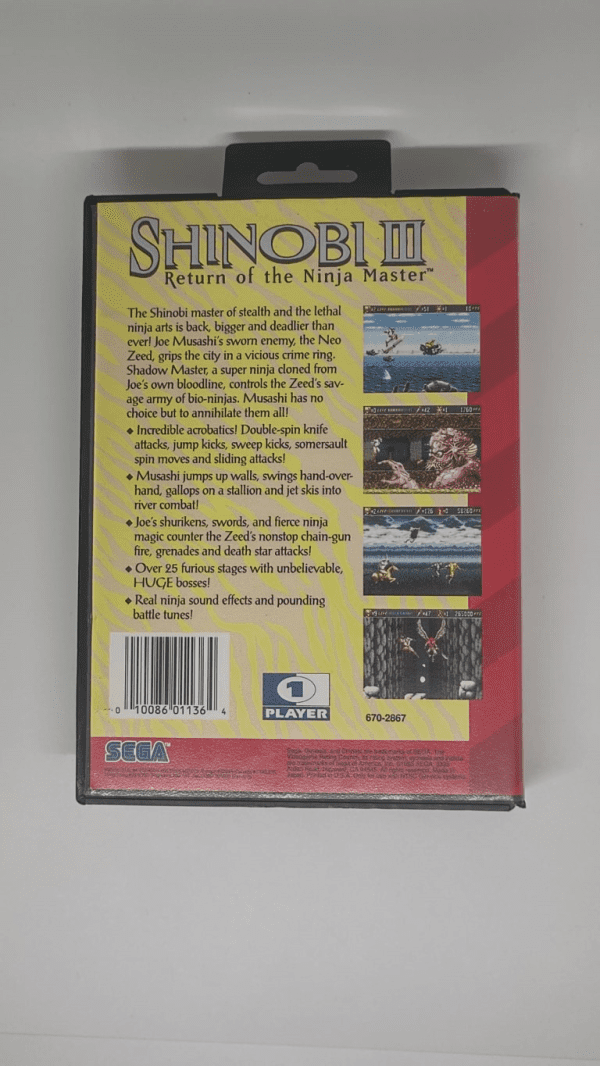 SHINOBI III
Return of the Ninja Master™
The Shinobi master of stealth and the lethal
ninja arts is back, bigger and deadlier than
ever! Joe Musashi's sworn enemy, the Neo
Zeed, grips the city in a vicious crime ring.
Shadow Master, a super ninja cloned from
Joe's own bloodline, controls the Zeed's sav-
age army of bio-ninjas. Musashi has no
choice but to annihilate them all!
◆ Incredible acrobatics! Double-spin knife
attacks, jump kicks, sweep kicks, somersault
spin moves and sliding attacks!
◆ Musashi jumps up walls, swings hand-over-
hand, gallops on a stallion and jet skis into
river combat!
◆ Joe's shurikens, swords, and fierce ninja
magic counter the Zeed's nonstop chain-gun
fire, grenades and death star attacks!
◆ Over 25 furious stages with unbelievable,
HUGE bosses!
◆ Real ninja sound effects and pounding
battle tunes!
0 10086 01136 4
1
PLAYER
670-2867
SEGA